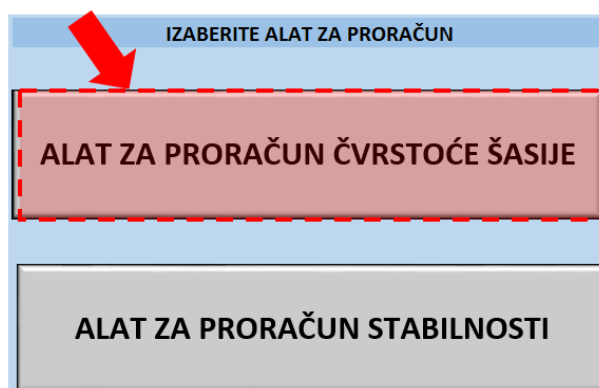 IZABERITE ALAT ZA PRORAČUN
ALAT ZA PRORAČUN ČVRSTOĆE ŠASIJE
ALAT ZA PRORAČUN STABILNOSTI